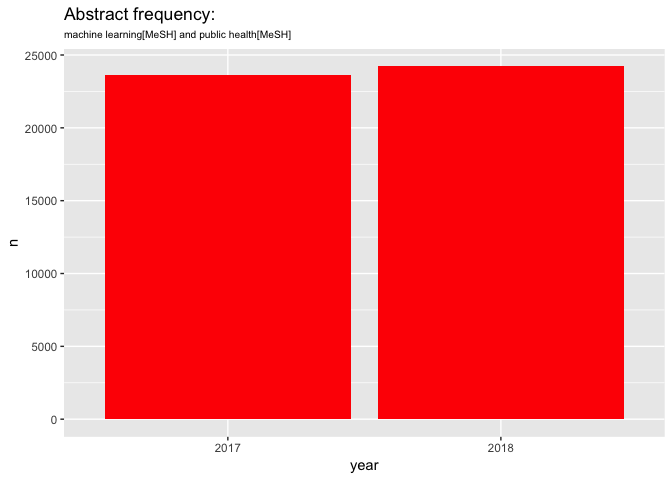 Abstract frequency:
machine learning[MeSH] and public health[MeSH]
25000
20000
15000
10000
5000
0
n
2017 2018
year